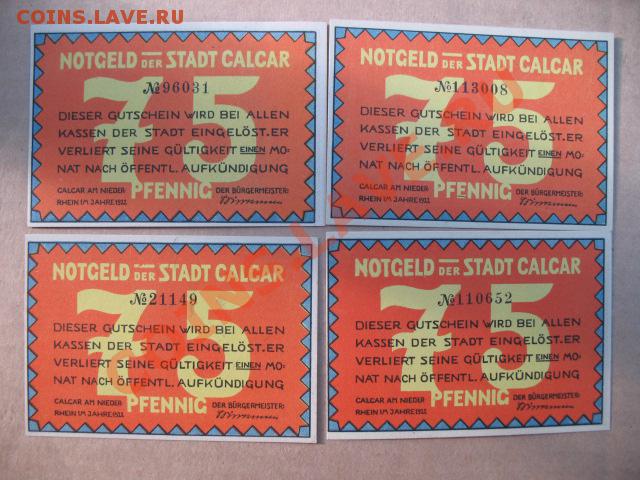 COINS.LAVE.RU
NOTGELD DER STADT CALCAR
75
№96031
DIESER GUTSCHEIN WIRD BEI ALLEN
KASSEN DER STADT EINGELÖST.ER
VERLIERT SEINE GÜLTIGKEIT EINEN MO-
NAT NACH ÖFFENTL. AUFKÜNDIGUNG
CALCAR AM NIEDER PFENNIG DER BÜRGERMEISTER:
RHEIN IM JAHRE 1922
NOTGELD DER STADT CALCAR
75
№113008
DIESER GUTSCHEIN WIRD BEI ALLEN
KASSEN DER STADT EINGELÖST.ER
VERLIERT SEINE GÜLTIGKEIT EINEN MO-
NAT NACH ÖFFENTL. AUFKÜNDIGUNG
CALCAR AM NIEDER PFENNIG DER BÜRGERMEISTER:
RHEIN IM JAHRE 1922
NOTGELD DER STADT CALCAR
75
№21149
DIESER GUTSCHEIN WIRD BEI ALLEN
KASSEN DER STADT EINGELÖST.ER
VERLIERT SEINE GÜLTIGKEIT EINEN MO-
NAT NACH ÖFFENTL. AUFKÜNDIGUNG
CALCAR AM NIEDER PFENNIG DER BÜRGERMEISTER:
RHEIN IM JAHRE 1922
NOTGELD DER STADT CALCAR
75
№110652
DIESER GUTSCHEIN WIRD BEI ALLEN
KASSEN DER STADT EINGELÖST.ER
VERLIERT SEINE GÜLTIGKEIT EINEN MO-
NAT NACH ÖFFENTL. AUFKÜNDIGUNG
CALCAR AM NIEDER PFENNIG DER BÜRGERMEISTER:
RHEIN IM JAHRE 1922